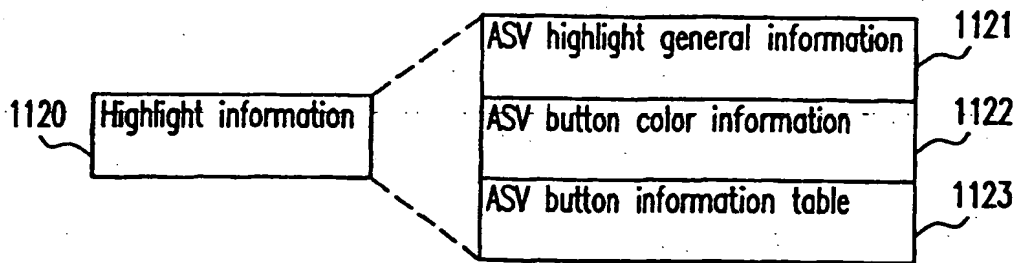 1120
Highlight information
ASV highlight general information
1121
ASV button color information
1122
ASV button information table
1123